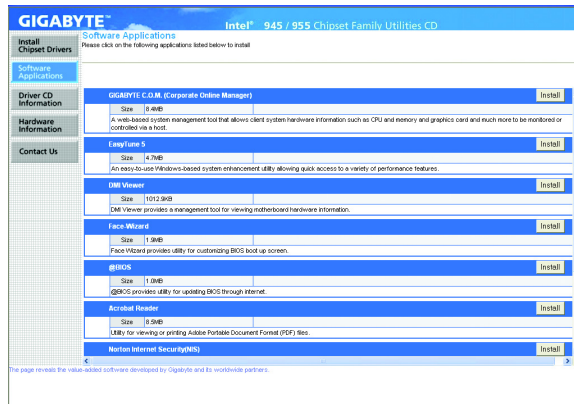 GIGABYTE™
Intel® 945 / 955 Chipset Family Utilities CD
Install
Chipset Drivers
Software
Applications
Driver CD
Information
Hardware
Information
Contact Us
Software Applications
Please click on the following applications listed below to install
GIGABYTE C.O.M. (Corporate Online Manager) Install
Size 8.4MB
A web-based system management tool that allows client system hardware information such as CPU and memory and graphics card and much more to be monitored or
controlled via a host.
EasyTune 5 Install
Size 4.7MB
An easy-to-use Windows-based system enhancement utility allowing quick access to a variety of performance features.
DMI Viewer Install
Size 1012.9KB
DMI Viewer provides a management tool for viewing motherboard hardware information.
Face-Wizard Install
Size 1.9MB
Face Wizard provides utility for customizing BIOS boot up screen.
@BIOS Install
Size 1.0MB
@BIOS provides utility for updating BIOS through internet.
Acrobat Reader Install
Size 8.5MB
Utility for viewing or printing Adobe Portable Document Format (PDF) files.
Norton Internet Security(NIS) Install
The page reveals the value-added software developed by Gigabyte and its worldwide partners.